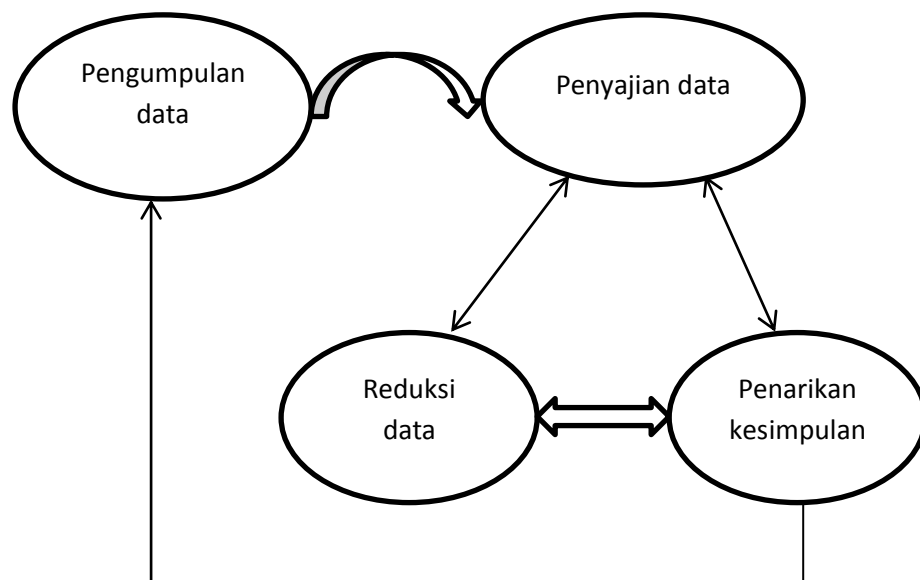 Pengumpulan
data
Penyajian data
Reduksi
data
Penarikan
kesimpulan